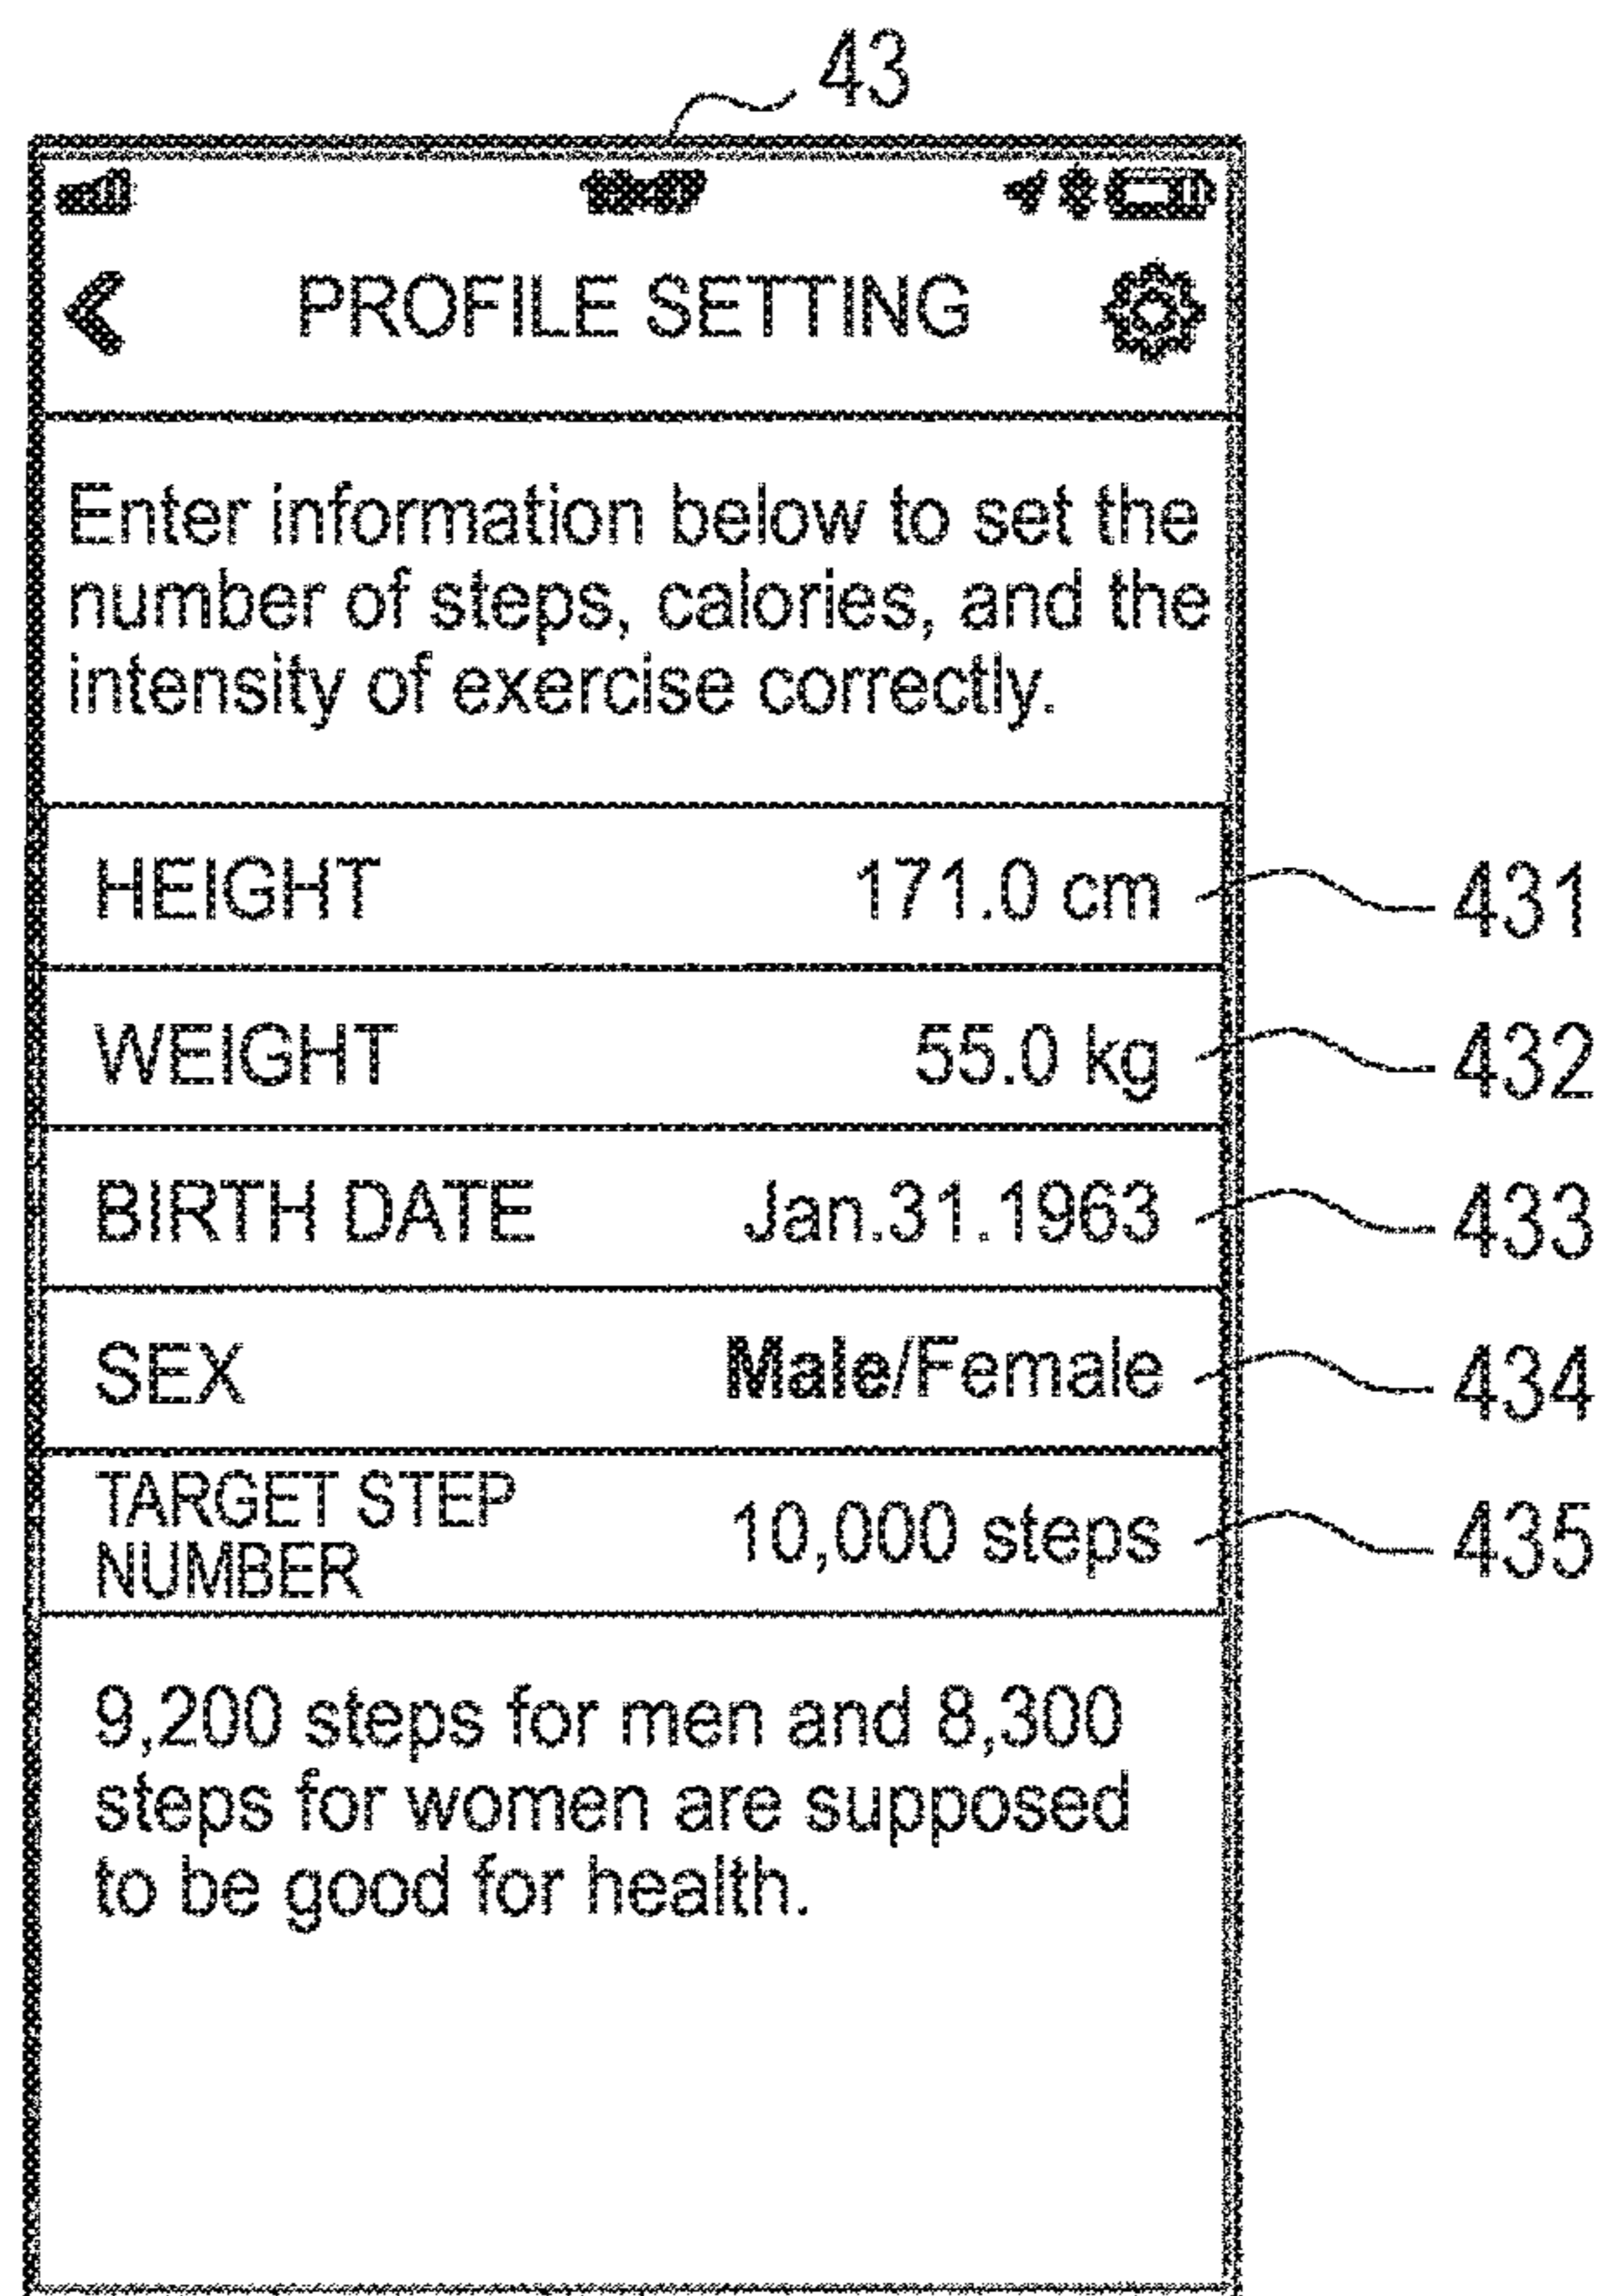 43
PROFILE SETTING
Enter information below to set the
number of steps, calories, and the
intensity of exercise correctly.
HEIGHT 171.0 cm 431
WEIGHT 55.0 kg 432
BIRTH DATE Jan.31.1963 433
SEX Male/Female 434
TARGET STEP
NUMBER 10,000 steps 435
9,200 steps for men and 8,300
steps for women are supposed
to be good for health.